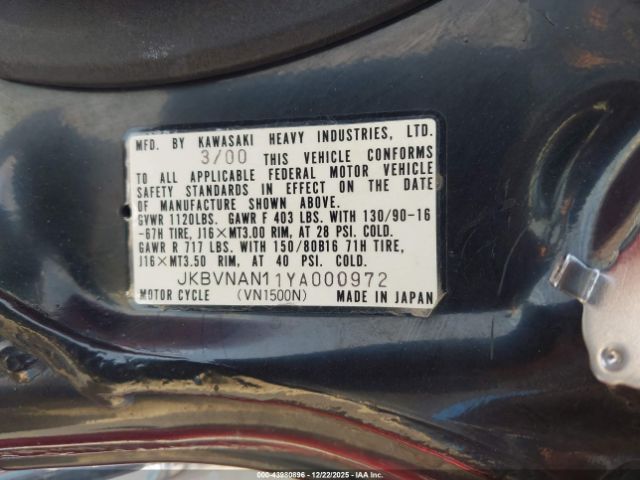 MFD. BY KAWASAKI HEAVY INDUSTRIES, LTD.
3/00 THIS VEHICLE CONFORMS
TO ALL APPLICABLE FEDERAL MOTOR VEHICLE
SAFETY STANDARDS IN EFFECT ON THE DATE
OF MANUFACTURE SHOWN ABOVE.
GVWR 1120LBS. GAWR F 403 LBS. WITH 130/90-16
-67H TIRE, J16×MT3.00 RIM, AT 28 PSI. COLD.
GAWR R 717 LBS. WITH 150/80B16 71H TIRE,
J16×MT3.50 RIM, AT 40 PSI. COLD.
JKBVNAN11YA000972
MOTOR CYCLE (VN1500N) MADE IN JAPAN
000-43980896 - 12/22/2025 - IAAI.COM